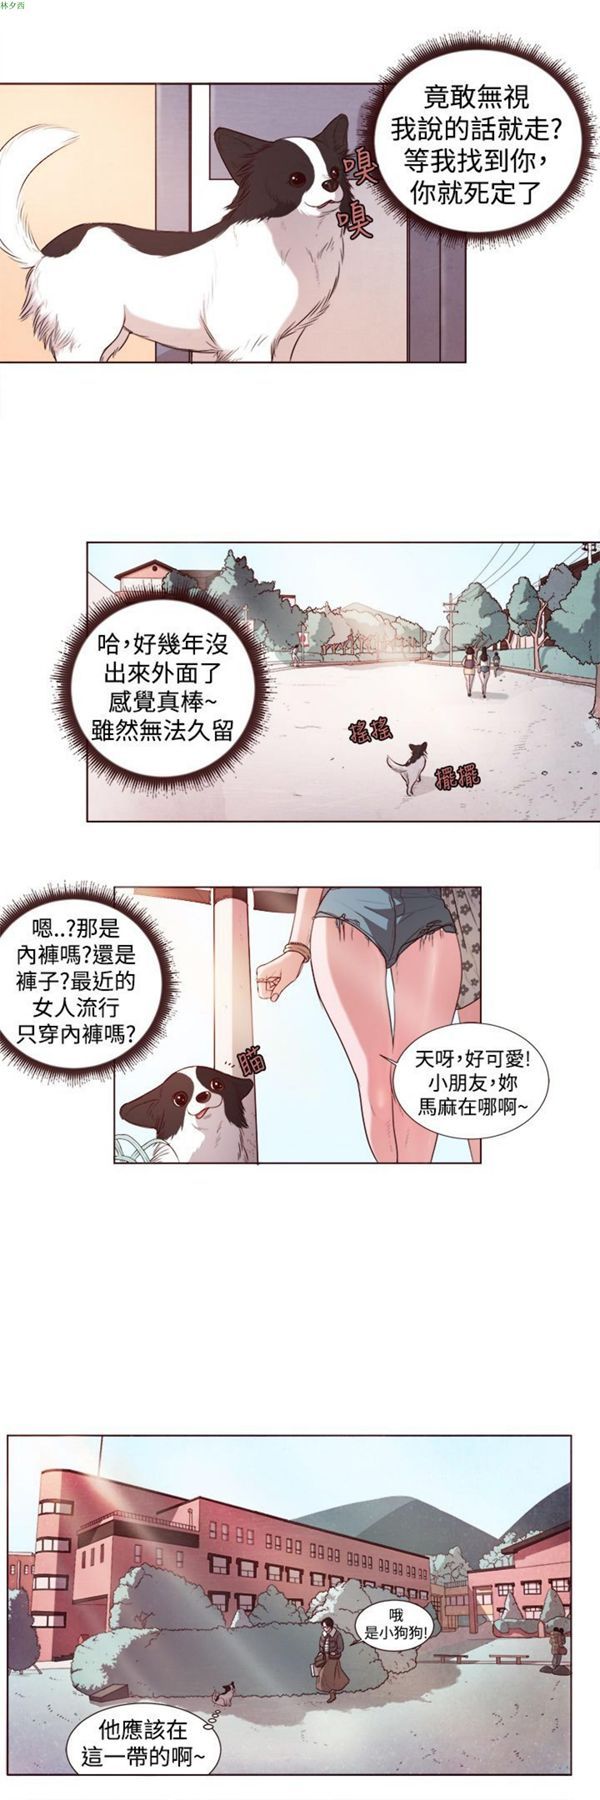 林夕西
竟敢無視
我說的話就走?
等我找到你,
你就死定了
嗅
嗅
哈,好幾年沒
出來外面了
感覺真棒~
雖然無法久留
搖搖
擺擺
嗯..?那是
內褲嗎?還是
褲子?最近的
女人流行
只穿內褲嗎?
瞄
天呀,好可愛!
小朋友,妳
馬麻在哪啊~
哦
是小狗狗!
他應該在
這一帶的啊~